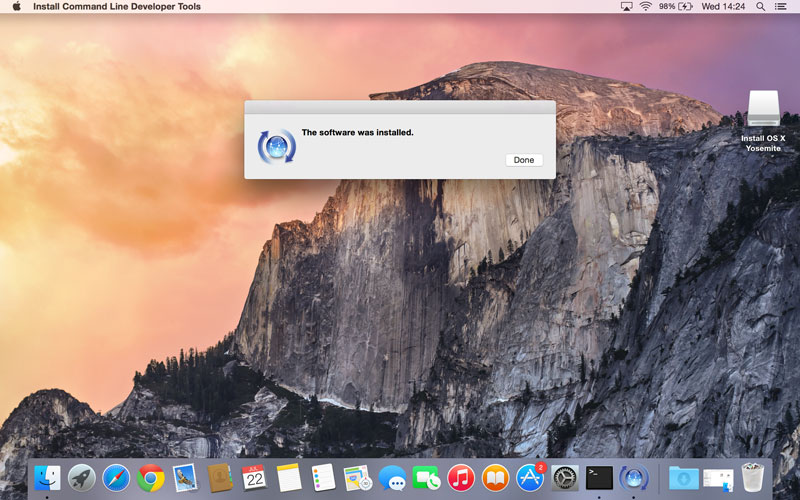 Install Command Line Developer Tools
98%
Wed 14:24
The software was installed.
Done
Install OS X
Yosemite
JUL
22
2
>_